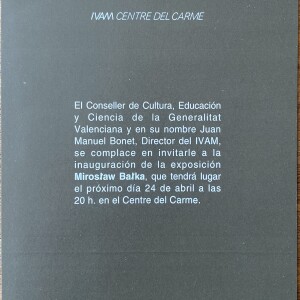 IVAM CENTRE DEL CARME
El Conseller de Cultura, Educación
y Ciencia de la Generalitat
Valenciana y en su nombre Juan
Manuel Bonet, Director del IVAM,
se complace en invitarle a la
inauguración de la exposición
Mirosław Bałka, que tendrá lugar
el próximo día 24 de abril a las
20 h. en el Centre del Carme.